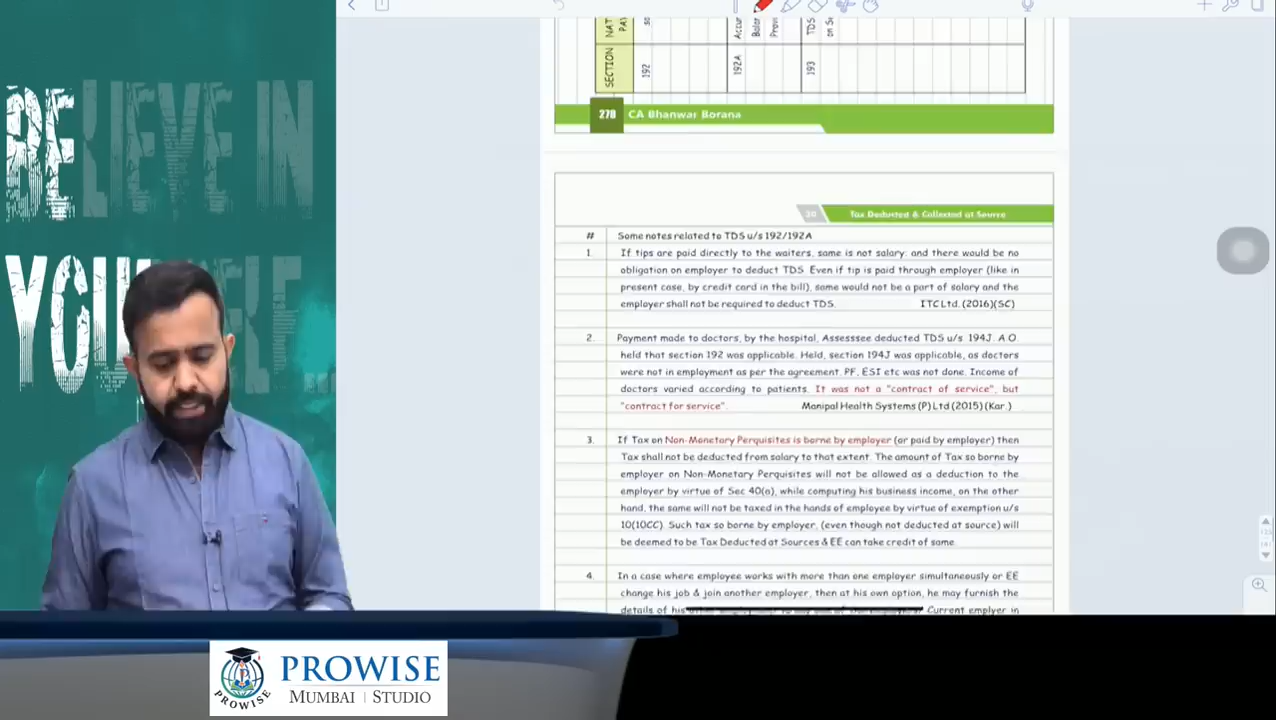 BELIEVE IN
SECTION
192
192A
193
278 CA Bhanwar Borana
20 Tax Deducted & Collected at Source
# Some notes related to TDS u/s 192/192A
1. If tips are paid directly to the waiters, same is not salary: and there would be no
obligation on employer to deduct TDS. Even if tip is paid through employer (like in
present case, by credit card in the bill), same would not be a part of salary and the
employer shall not be required to deduct TDS. ITC Ltd. (2016)(SC)
2. Payment made to doctors, by the hospital, Assesssee deducted TDS u/s 194J. A.O.
held that section 192 was applicable. Held, section 194J was applicable, as doctors
were not in employment as per the agreement. PF, ESI etc was not done. Income of
doctors varied according to patients. It was not a "contract of service", but
"contract for service". Manipal Health Systems (P) Ltd (2015) (Kar.)
3. If Tax on Non-Monetary Perquisites is borne by employer (or paid by employer) then
Tax shall not be deducted from salary to that extent. The amount of Tax so borne by
employer on Non-Monetary Perquisites will not be allowed as a deduction to the
employer by virtue of Sec 40(a), while computing his business income, on the other
hand, the same will not be taxed in the hands of employee by virtue of exemption u/s
10(10CC). Such tax so borne by employer, (even though not deducted at source) will
be deemed to be Tax Deducted at Sources & EE can take credit of same.
4. In a case where employee works with more than one employer simultaneously or EE
change his job & join another employer, then at his own option, he may furnish the
details of his Current emplyer in
PROWISE
PROWISE
MUMBAI | STUDIO